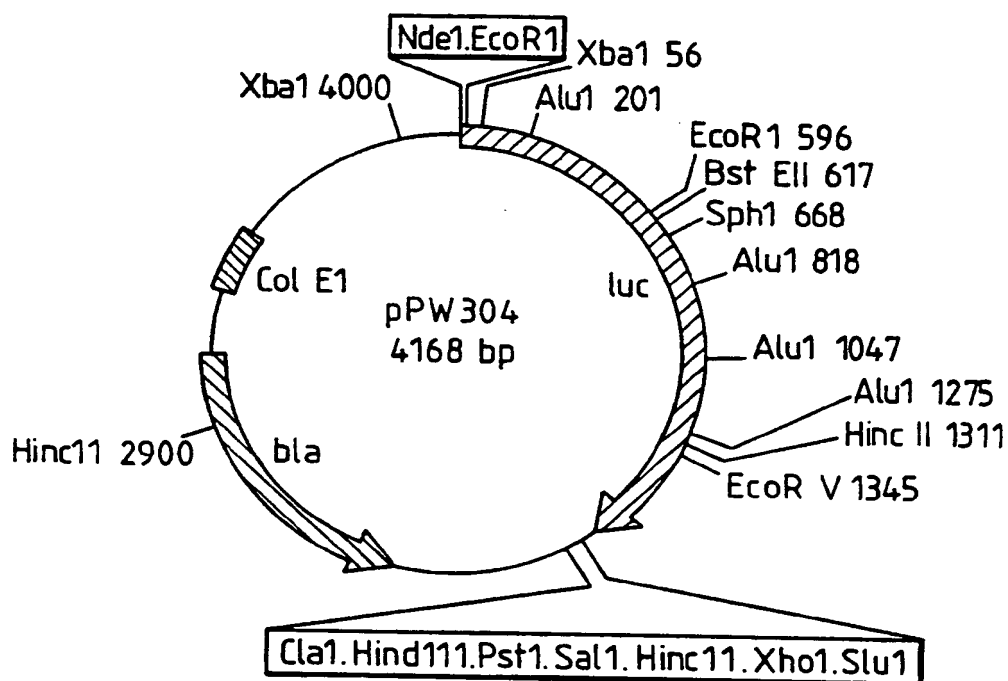 Nde1.EcoR1
Xba1 56
Xba1 4000
Alu1 201
EcoR1 596
Bst EII 617
Sph1 668
Alu1 818
luc
Col E1
pPW304
4168 bp
Alu1 1047
Alu1 1275
Hinc II 1311
EcoR V 1345
Hinc11 2900
bla
Cla1.Hind111.Pst1.Sal1.Hinc11.Xho1.Slu1